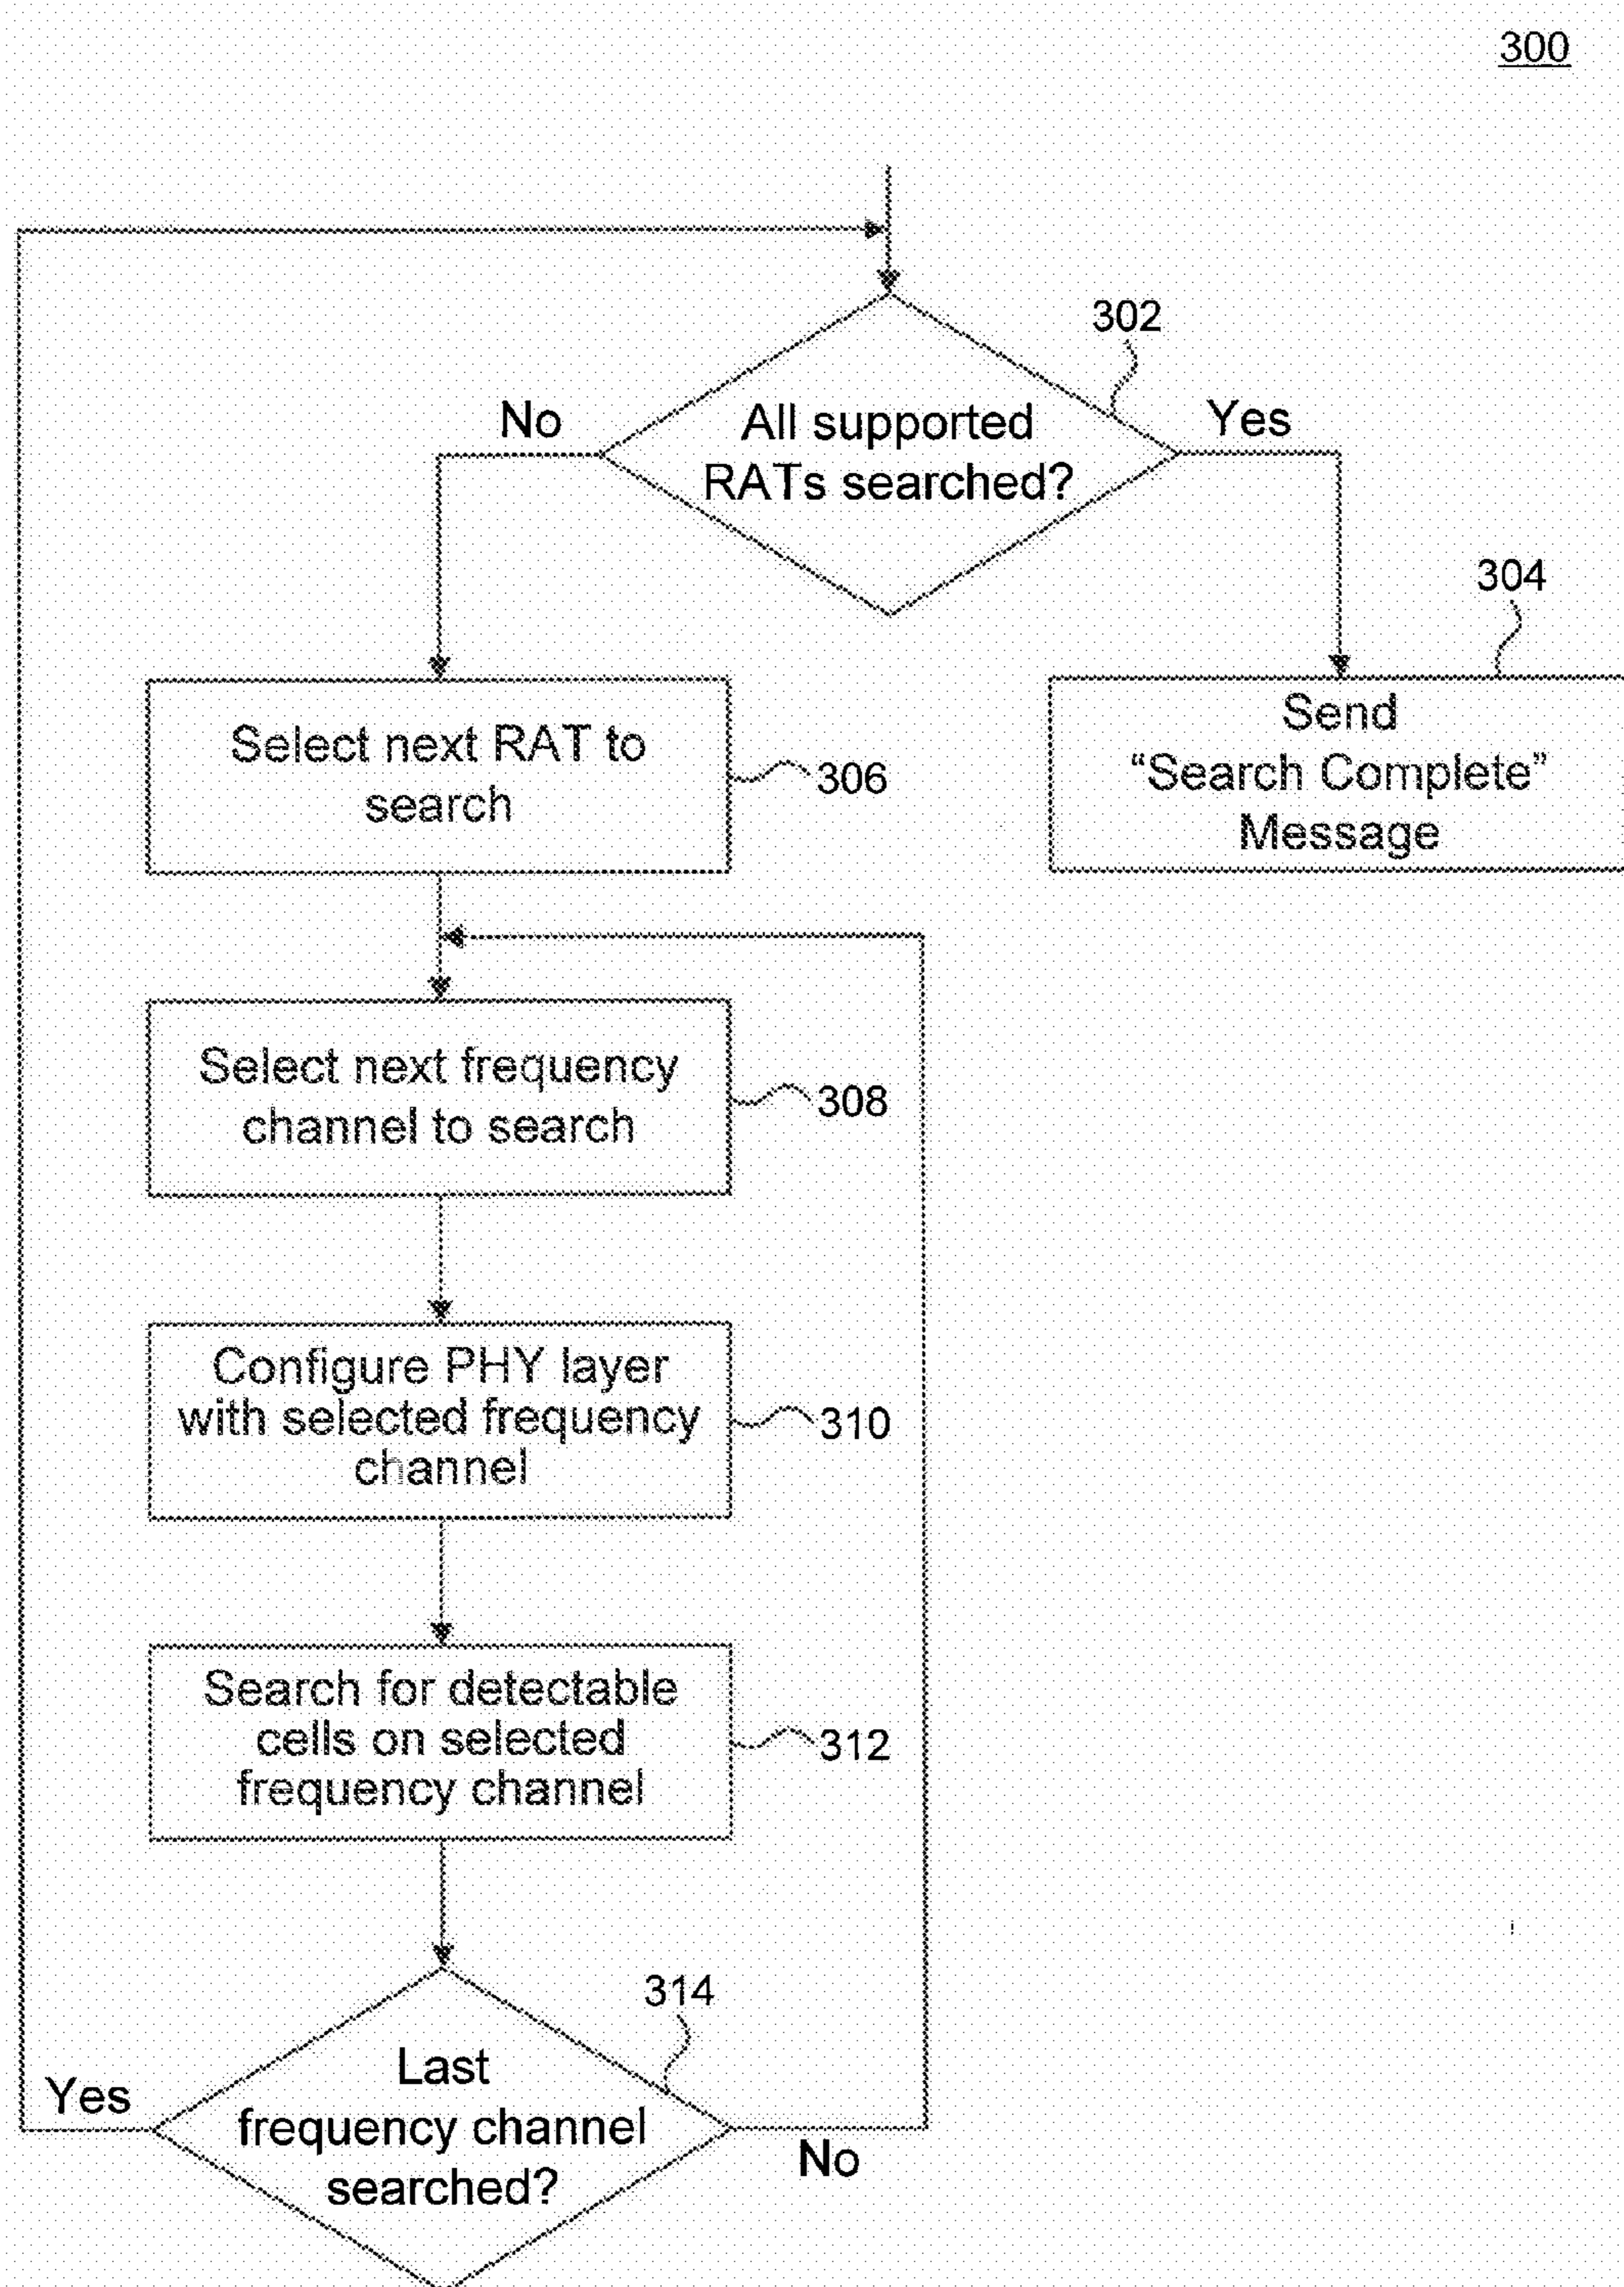 300
302
No
All supported
Yes
RATs searched?
304
Select next RAT to
search
306
Send
“Search Complete”
Message
Select next frequency
channel to search
308
Configure PHY layer
with selected frequency
channel
310
Search for detectable
cells on selected
frequency channel
312
314
Yes
Last
frequency channel
searched?
No